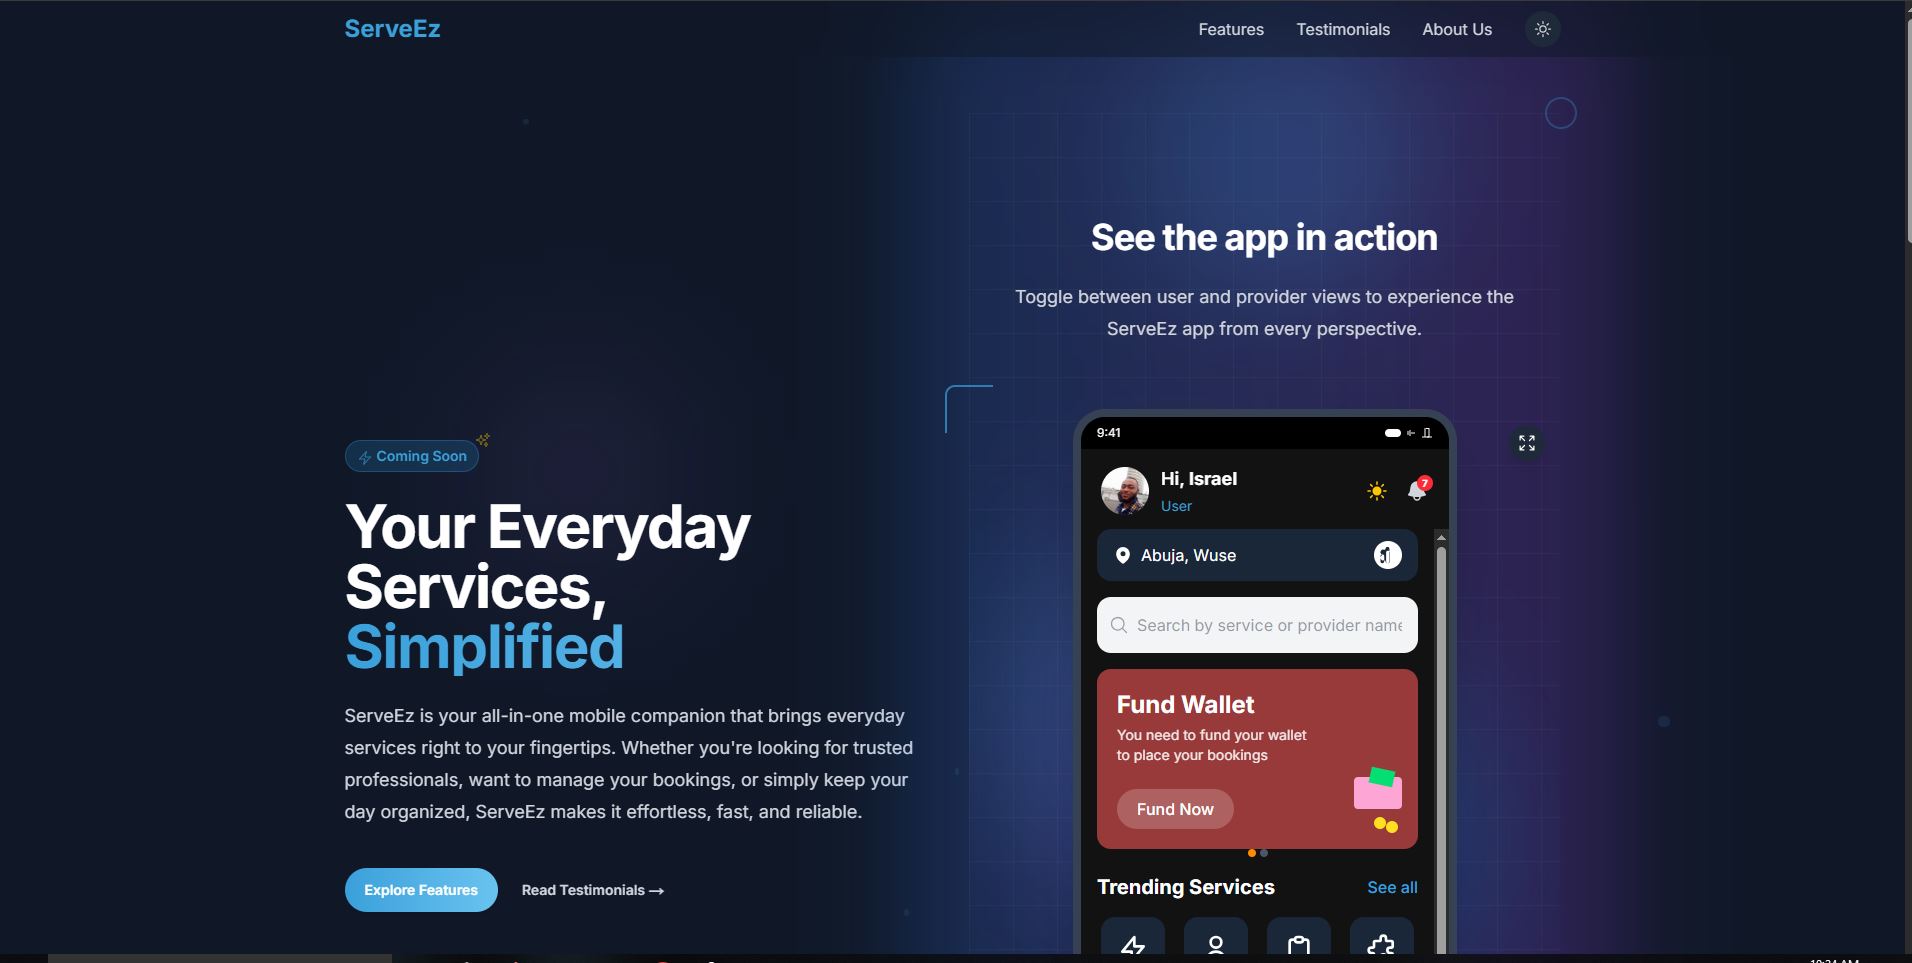 ServeEz
Features
Testimonials
About Us
Coming Soon
Your Everyday
Services,
Simplified
ServeEz is your all-in-one mobile companion that brings everyday
services right to your fingertips. Whether you're looking for trusted
professionals, want to manage your bookings, or simply keep your
day organized, ServeEz makes it effortless, fast, and reliable.
Explore Features
Read Testimonials →
See the app in action
Toggle between user and provider views to experience the
ServeEz app from every perspective.
9:41
Hi, Israel
User
7
Abuja, Wuse
Search by service or provider name
Fund Wallet
You need to fund your wallet
to place your bookings
Fund Now
Trending Services
See all